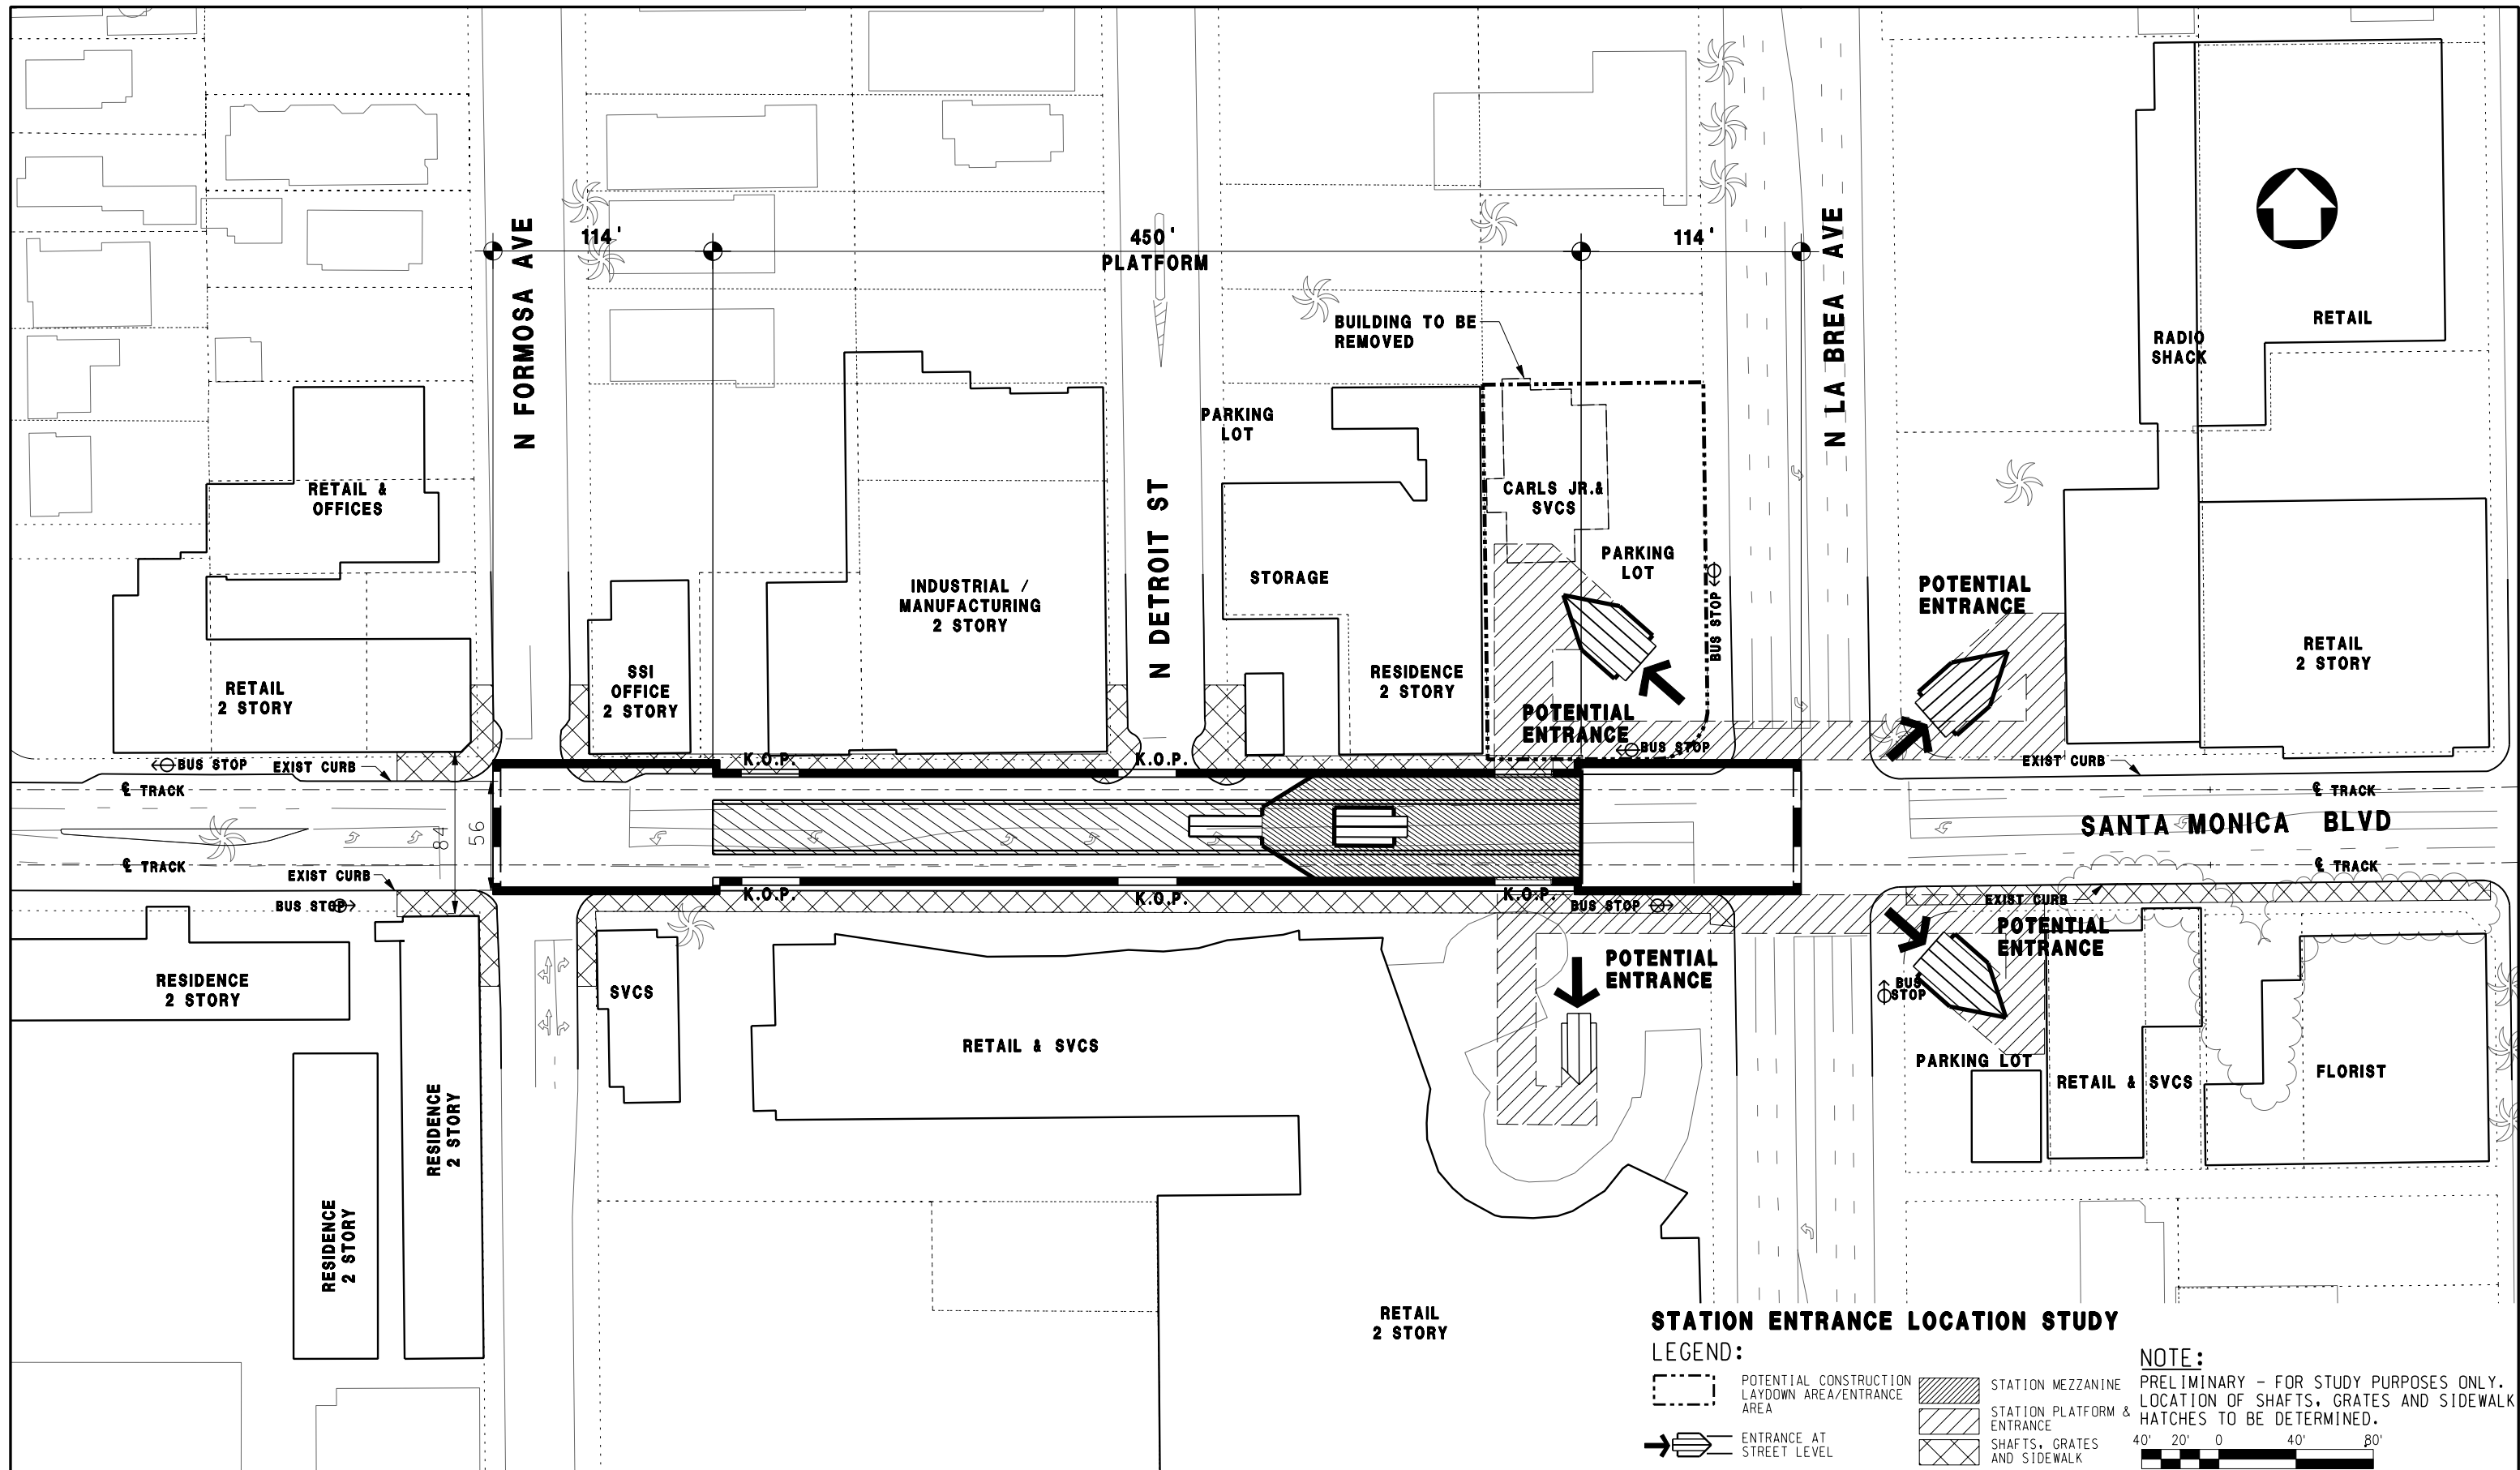 114'
450'
PLATFORM
114'
N FORMOSA AVE
N DETROIT ST
N LA BREA AVE
BUILDING TO BE
REMOVED
RETAIL
RADIO
SHACK
PARKING
LOT
RETAIL &
OFFICES
CARLS JR.&
SVCS
PARKING
LOT
STORAGE
INDUSTRIAL /
MANUFACTURING
2 STORY
POTENTIAL
ENTRANCE
BUS STOP
RETAIL
2 STORY
SSI
OFFICE
2 STORY
RESIDENCE
2 STORY
RETAIL
2 STORY
POTENTIAL
ENTRANCE
BUS STOP
BUS STOP
EXIST CURB
K.O.P.
K.O.P.
EXIST CURB
℄ TRACK
℄ TRACK
84
56
SANTA MONICA BLVD
℄ TRACK
℄ TRACK
EXIST CURB
BUS STOP
K.O.P.
K.O.P.
K.O.P.
BUS STOP
EXIST CURB
POTENTIAL
ENTRANCE
POTENTIAL
ENTRANCE
BUS
STOP
RESIDENCE
2 STORY
SVCS
RETAIL & SVCS
PARKING LOT
RETAIL & SVCS
FLORIST
RESIDENCE
2 STORY
RESIDENCE
2 STORY
RETAIL
2 STORY
STATION ENTRANCE LOCATION STUDY
LEGEND:
POTENTIAL CONSTRUCTION
LAYDOWN AREA/ENTRANCE
AREA
ENTRANCE AT
STREET LEVEL
STATION MEZZANINE
STATION PLATFORM &
ENTRANCE
SHAFTS, GRATES
AND SIDEWALK
NOTE:
PRELIMINARY - FOR STUDY PURPOSES ONLY.
LOCATION OF SHAFTS, GRATES AND SIDEWALK
HATCHES TO BE DETERMINED.
40' 20' 0 40' 80'